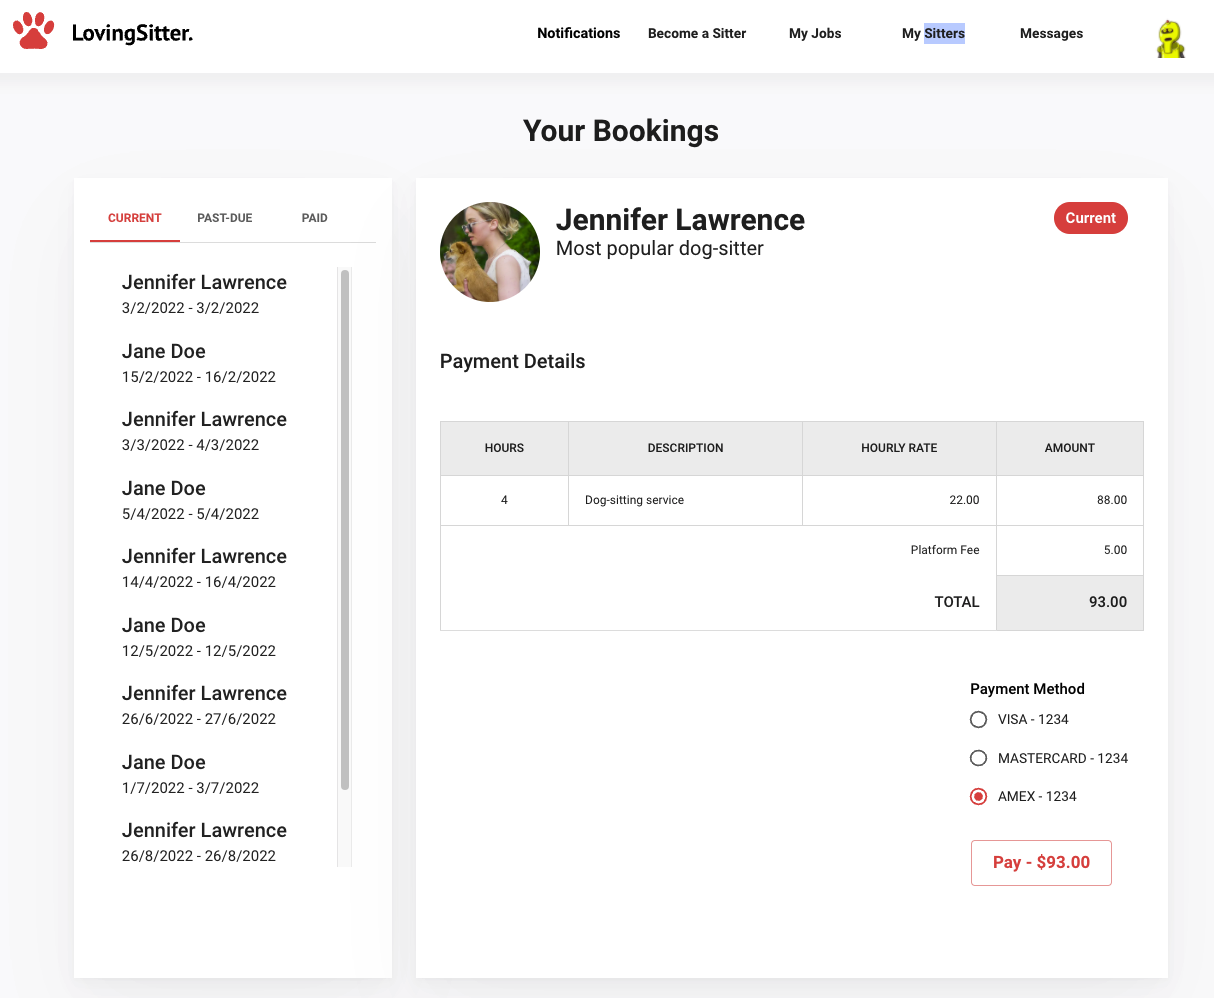 LovingSitter.
Notifications Become a Sitter My Jobs My Sitters Messages
Your Bookings
CURRENT PAST-DUE PAID
Jennifer Lawrence
3/2/2022 - 3/2/2022
Jane Doe
15/2/2022 - 16/2/2022
Jennifer Lawrence
3/3/2022 - 4/3/2022
Jane Doe
5/4/2022 - 5/4/2022
Jennifer Lawrence
14/4/2022 - 16/4/2022
Jane Doe
12/5/2022 - 12/5/2022
Jennifer Lawrence
26/6/2022 - 27/6/2022
Jane Doe
1/7/2022 - 3/7/2022
Jennifer Lawrence
26/8/2022 - 26/8/2022
Jennifer Lawrence
Most popular dog-sitter
Current
Payment Details
HOURS DESCRIPTION HOURLY RATE AMOUNT
4 Dog-sitting service 22.00 88.00
Platform Fee 5.00
TOTAL 93.00
Payment Method
VISA - 1234
MASTERCARD - 1234
AMEX - 1234
Pay - $93.00